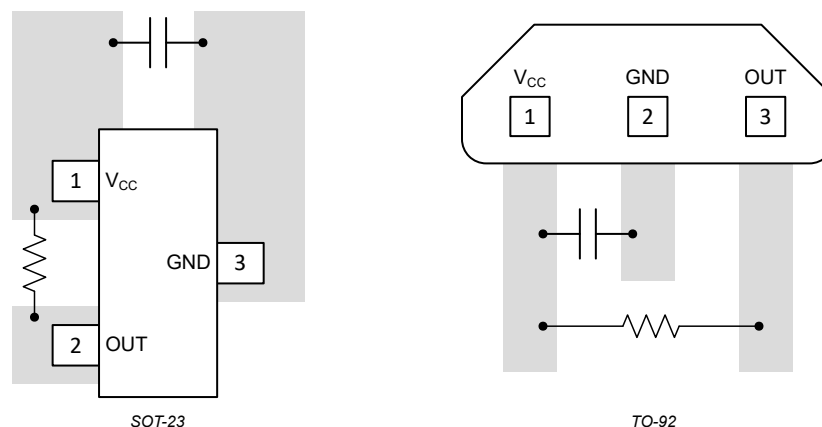 1 V_CC
GND 3
2 OUT
SOT-23
V_CC GND OUT
1 2 3
TO-92